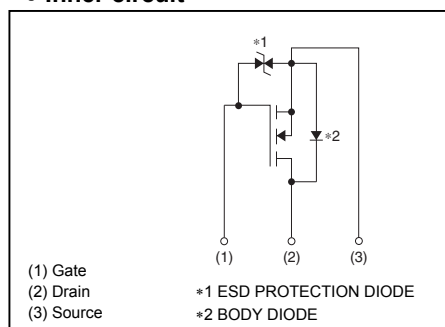 • Inner circuit
∗1
∗2
(1) (2) (3)
(1) Gate
(2) Drain
(3) Source
∗1 ESD PROTECTION DIODE
∗2 BODY DIODE